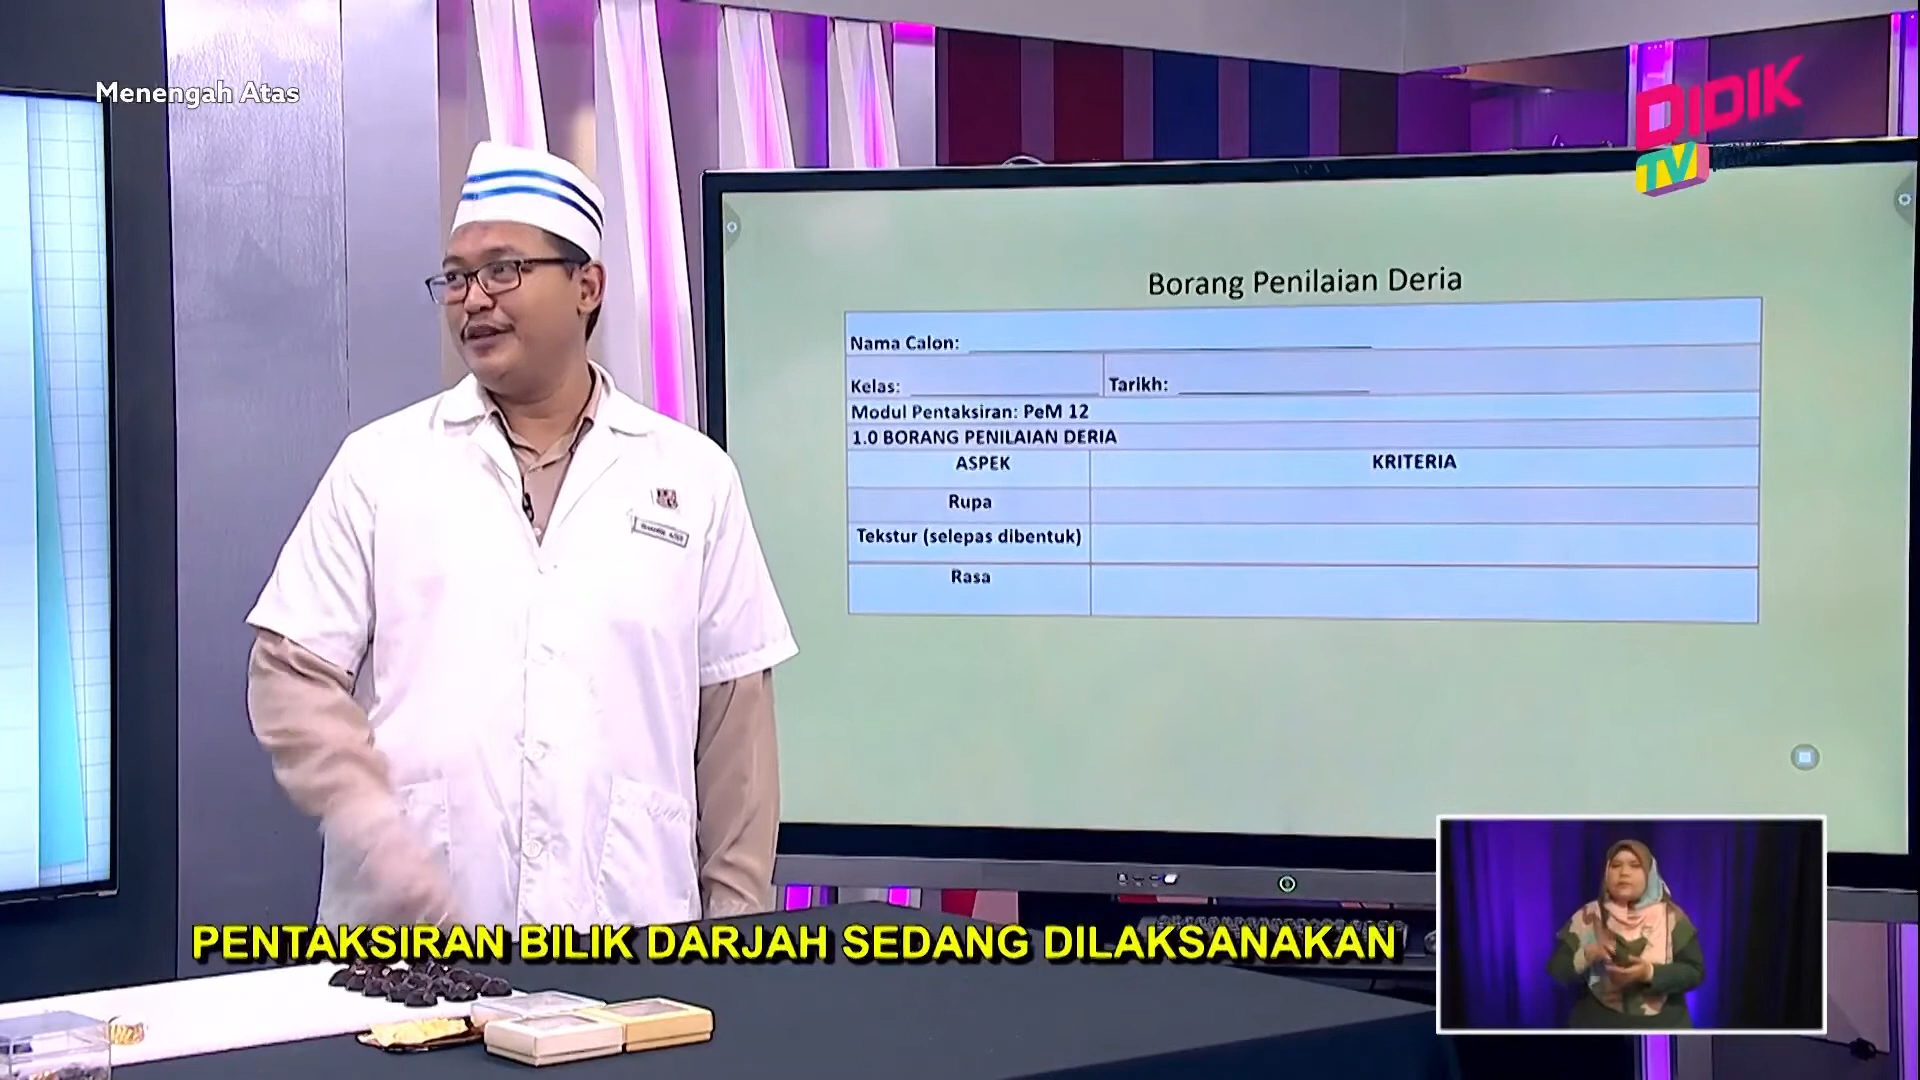 Menengah Atas
DIDIK
TV
Borang Penilaian Deria
Nama Calon:
Kelas:
Tarikh:
Modul Pentaksiran: PeM 12
1.0 BORANG PENILAIAN DERIA
ASPEK
KRITERIA
Rupa
Tekstur (selepas dibentuk)
Rasa
PENTAKSIRAN BILIK DARJAH SEDANG DILAKSANAKAN